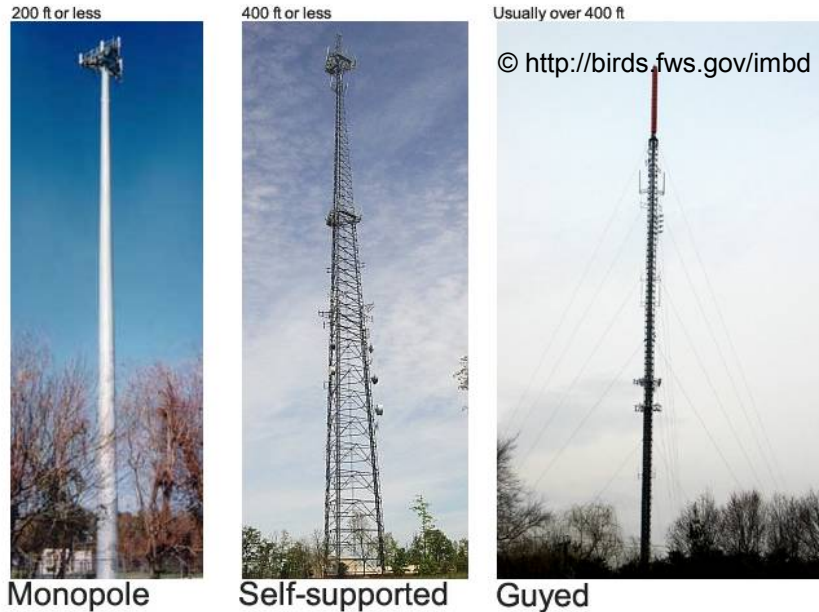 200 ft or less
400 ft or less
Usually over 400 ft
© http://birds.fws.gov/imbd
Monopole
Self-supported
Guyed